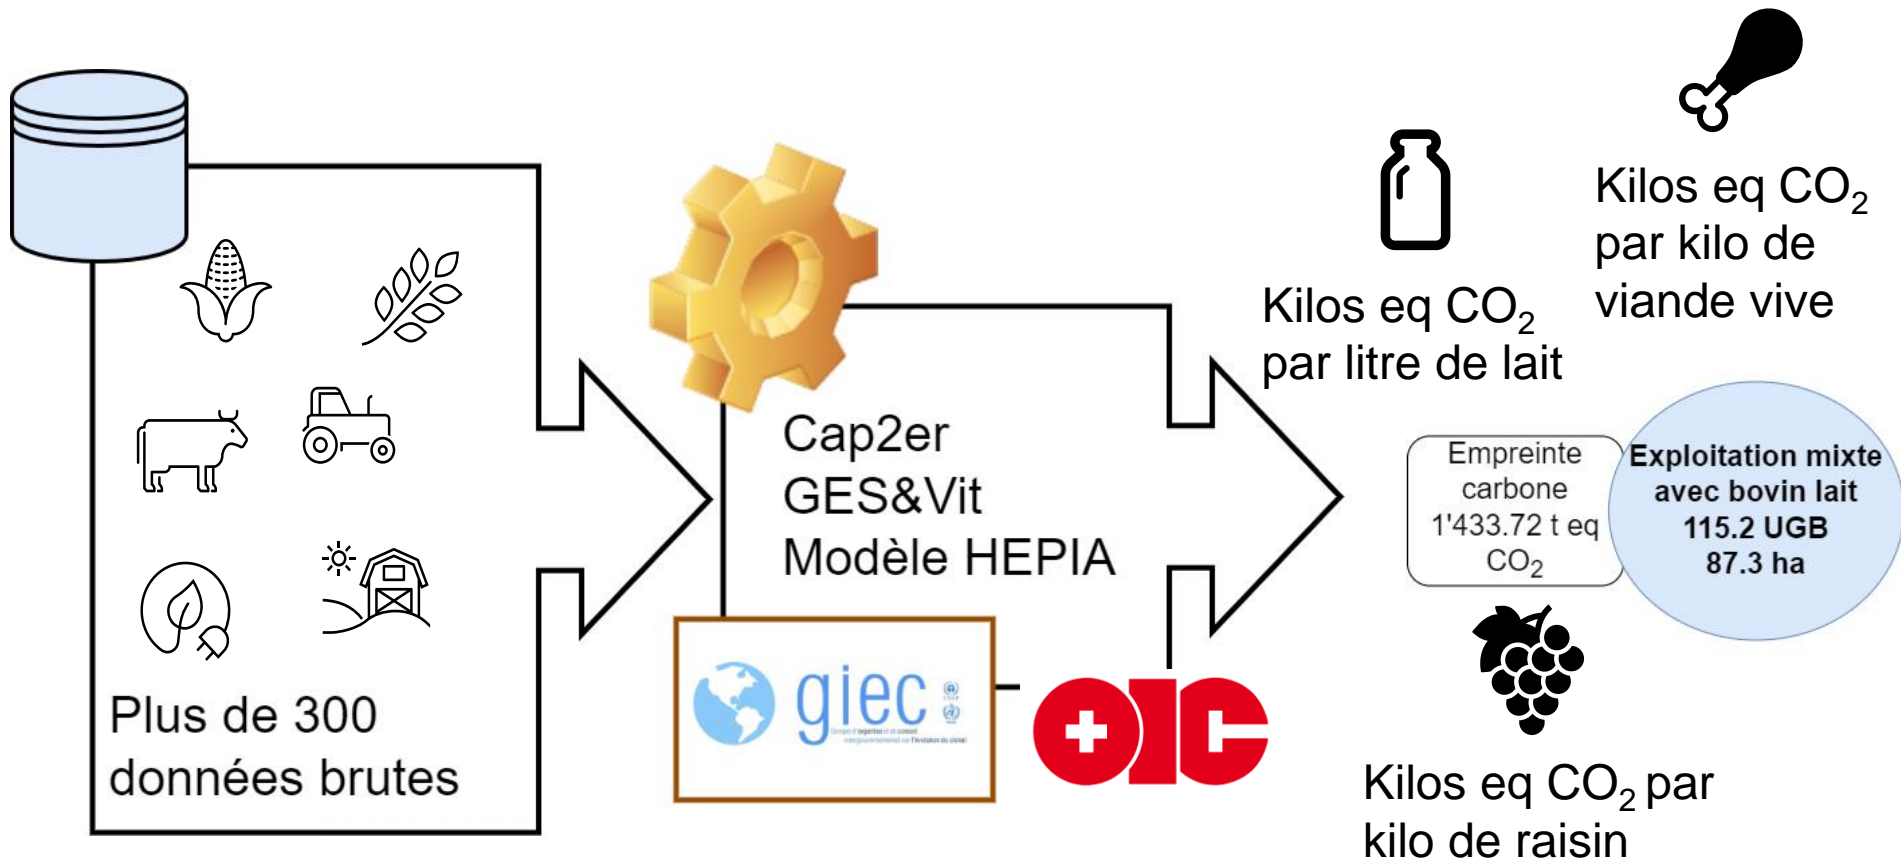 Plus de 300
données brutes
Cap2er
GES&Vit
Modèle HEPIA
giec
OIC
Kilos eq CO₂
par litre de lait
Kilos eq CO₂
par kilo de
viande vive
Empreinte
carbone
1'433.72 t eq
CO₂
Exploitation mixte
avec bovin lait
115.2 UGB
87.3 ha
Kilos eq CO₂ par
kilo de raisin